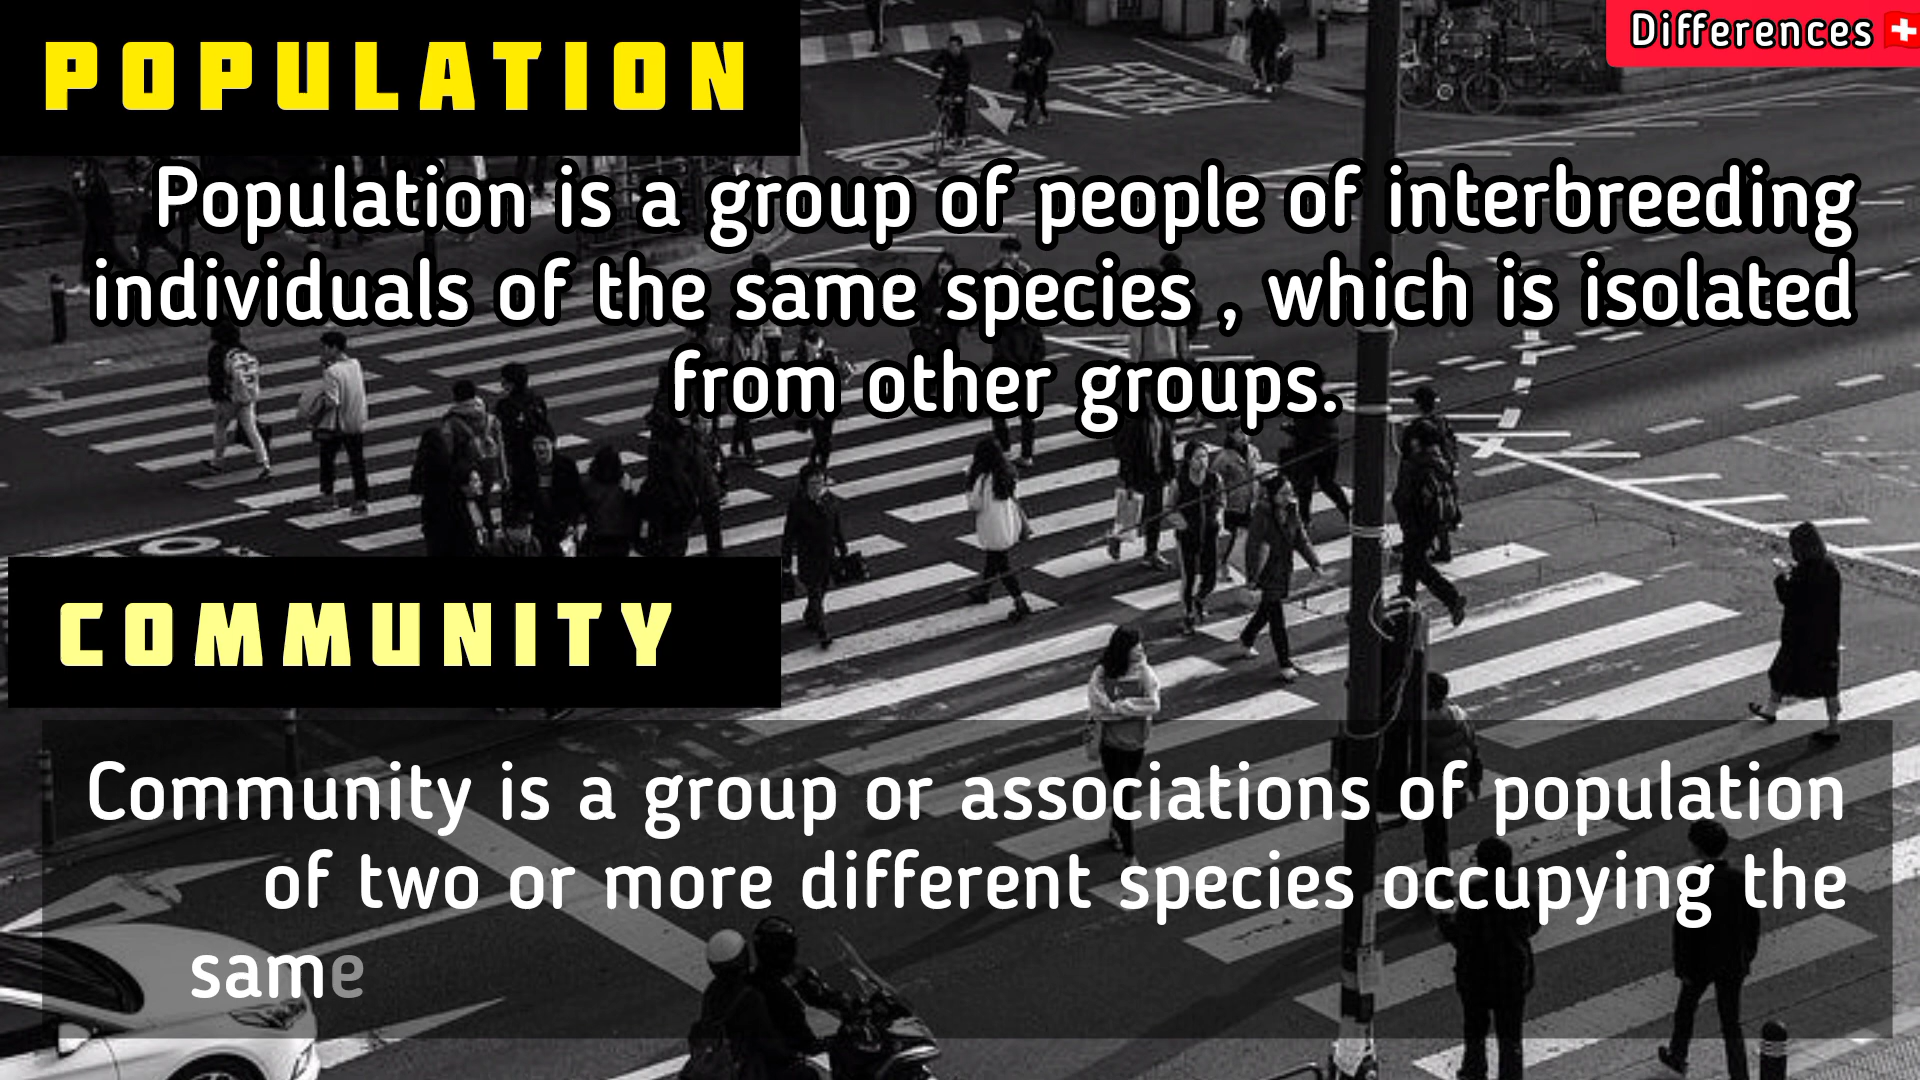 POPULATION
Differences
Population is a group of people of interbreeding
individuals of the same species , which is isolated
from other groups.
COMMUNITY
Community is a group or associations of population
of two or more different species occupying the
same